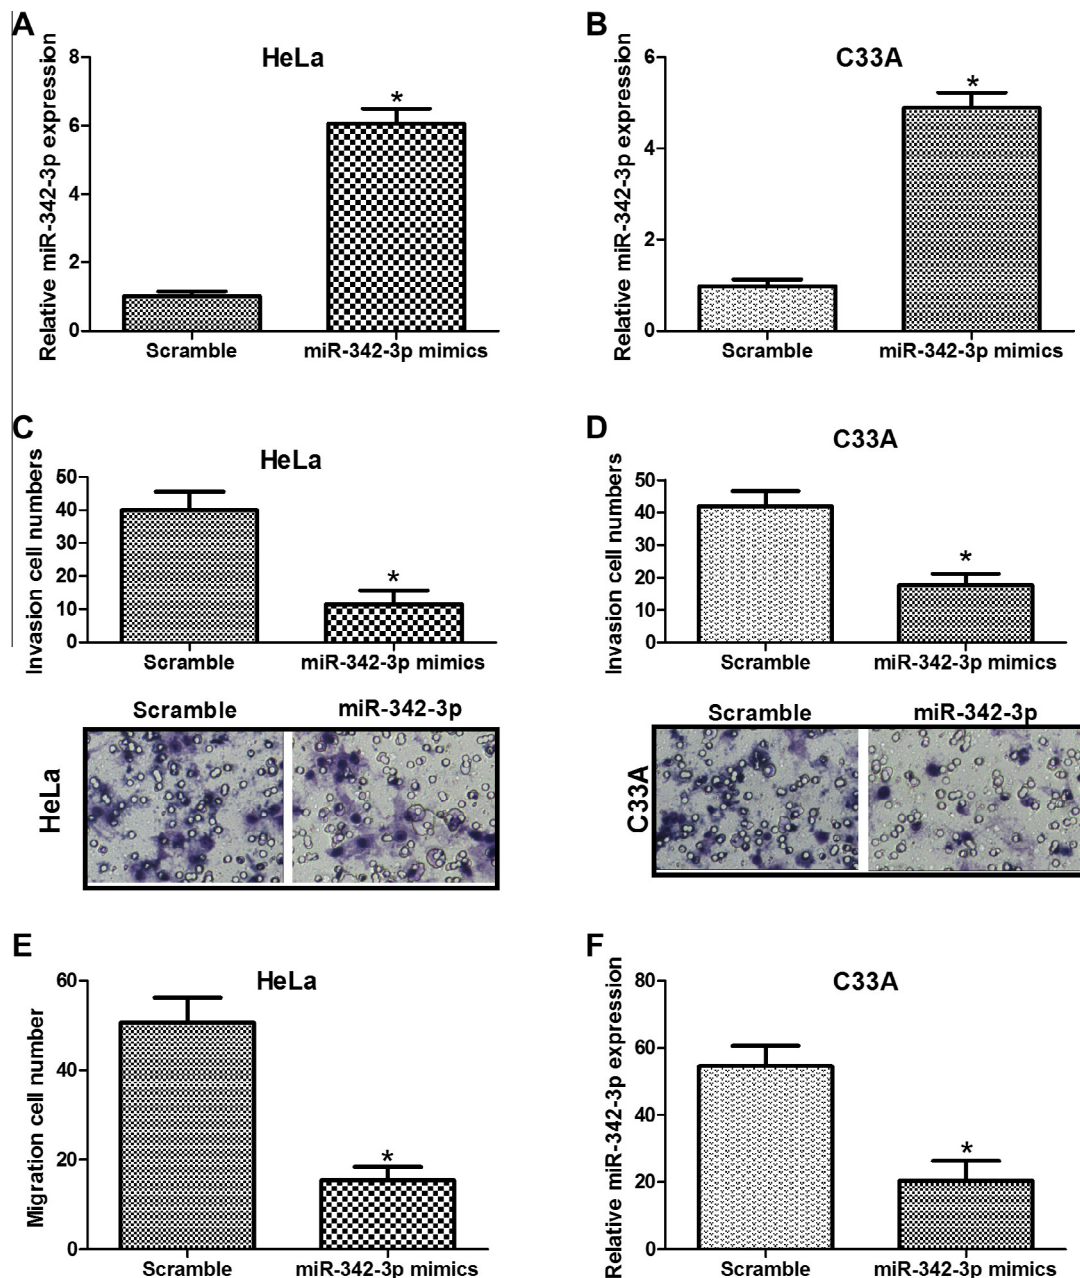 A
HeLa
Relative miR-342-3p expression
8
6
4
2
0
*
Scramble
miR-342-3p mimics
B
C33A
Relative miR-342-3p expression
6
4
2
0
*
Scramble
miR-342-3p mimics
C
HeLa
Invasion cell numbers
50
40
30
20
10
0
*
Scramble
miR-342-3p mimics
Scramble
miR-342-3p
HeLa
D
C33A
Invasion cell numbers
50
40
30
20
10
0
*
Scramble
miR-342-3p mimics
Scramble
miR-342-3p
C33A
E
HeLa
Migration cell number
60
40
20
0
*
Scramble
miR-342-3p mimics
F
C33A
Relative miR-342-3p expression
80
60
40
20
0
*
Scramble
miR-342-3p mimics